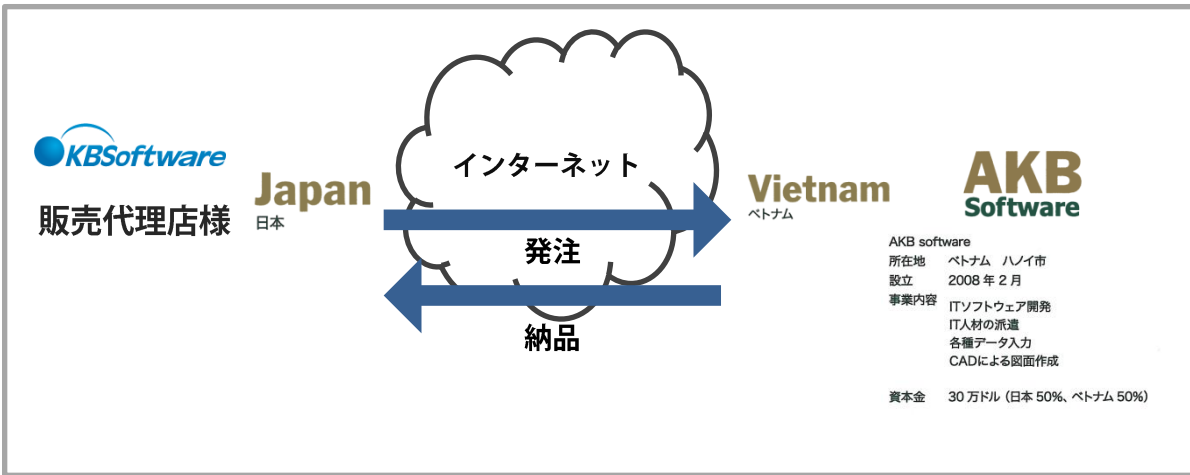 KBSoftware
販売代理店様
Japan
日本
インターネット
発注
納品
Vietnam
ベトナム
AKB
Software
AKB software
所在地 ベトナム ハノイ市
設立 2008 年 2 月
事業内容 ITソフトウェア開発
IT人材の派遣
各種データ入力
CADによる図面作成
資本金 30 万ドル (日本 50%、ベトナム 50%)